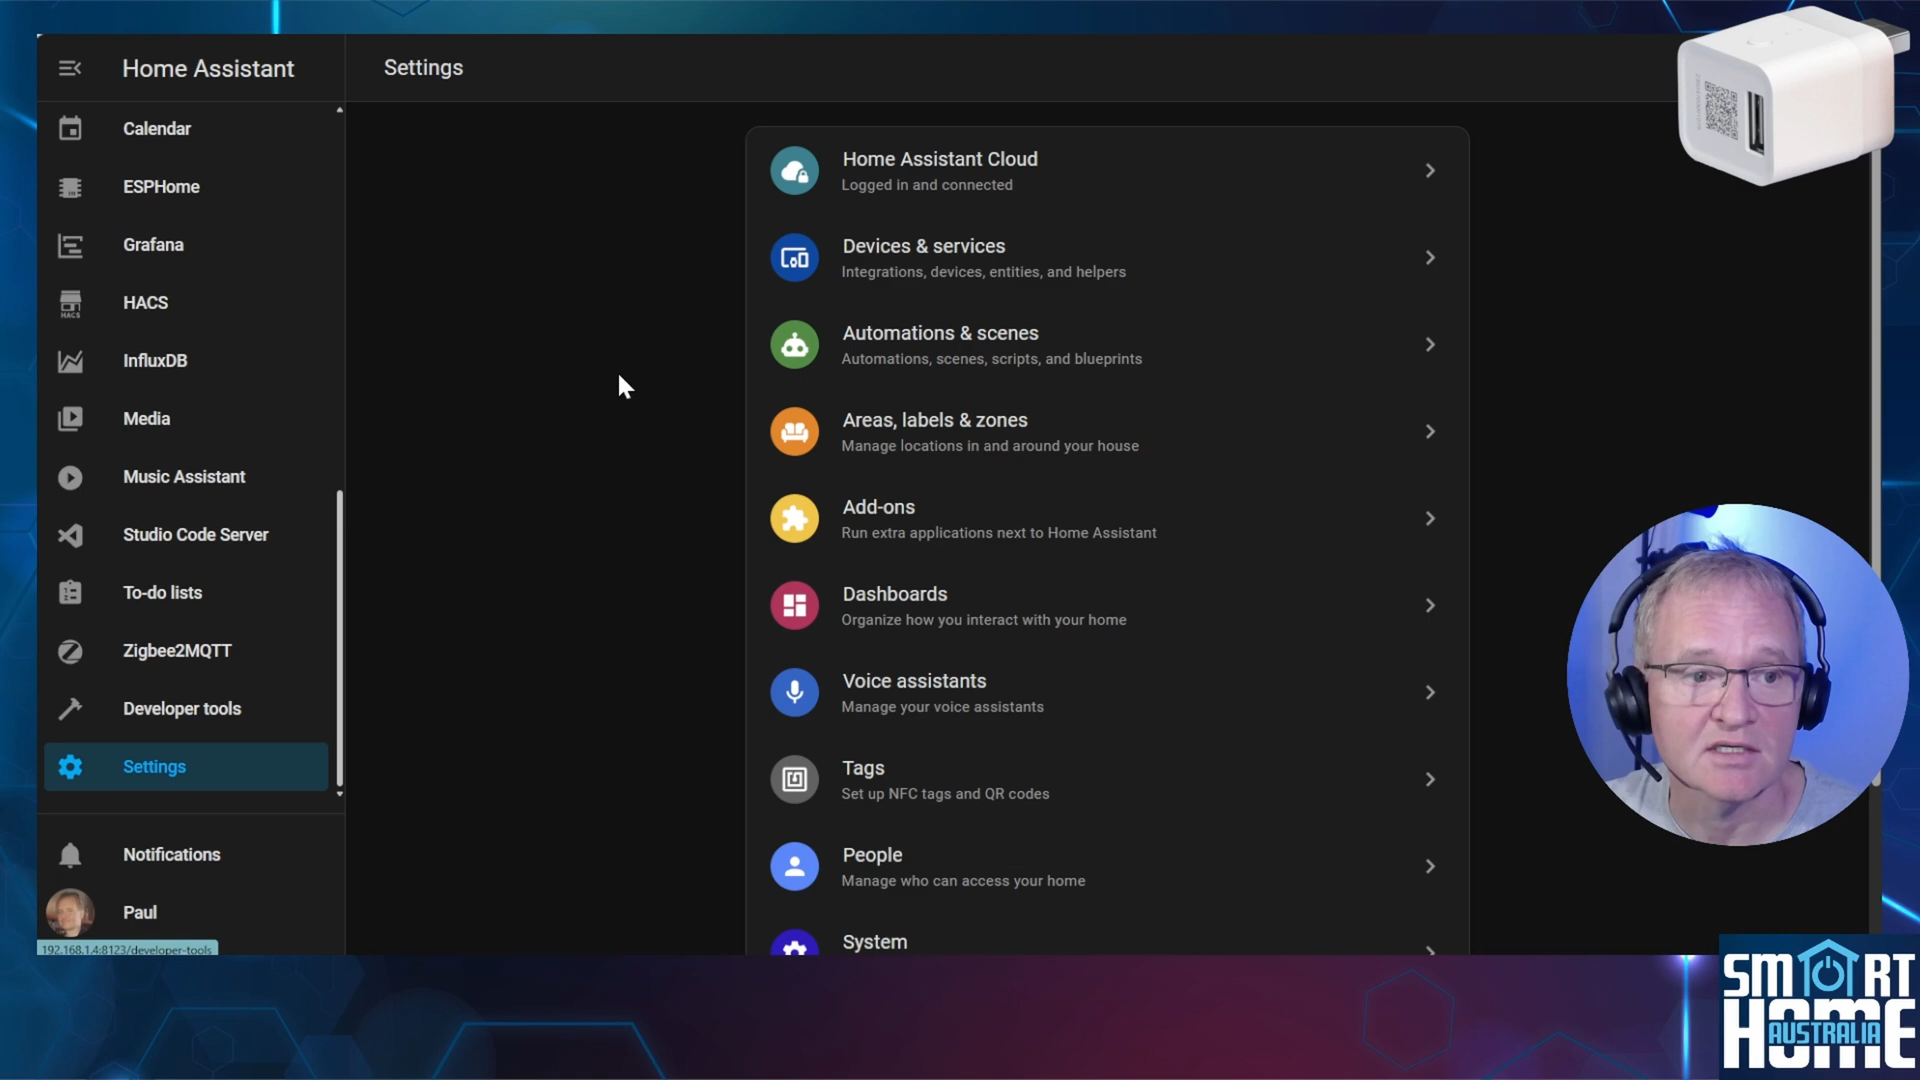 Home Assistant
Calendar
ESPHome
Grafana
HACS
HACS
InfluxDB
Media
Music Assistant
Studio Code Server
To-do lists
Zigbee2MQTT
Developer tools
Settings
Notifications
Paul
192.168.1.4:8123/developer-tools
Settings
Home Assistant Cloud
Logged in and connected
Devices & services
Integrations, devices, entities, and helpers
Automations & scenes
Automations, scenes, scripts, and blueprints
Areas, labels & zones
Manage locations in and around your house
Add-ons
Run extra applications next to Home Assistant
Dashboards
Organize how you interact with your home
Voice assistants
Manage your voice assistants
Tags
Set up NFC tags and QR codes
People
Manage who can access your home
System
SMART
HOME
AUSTRALIA